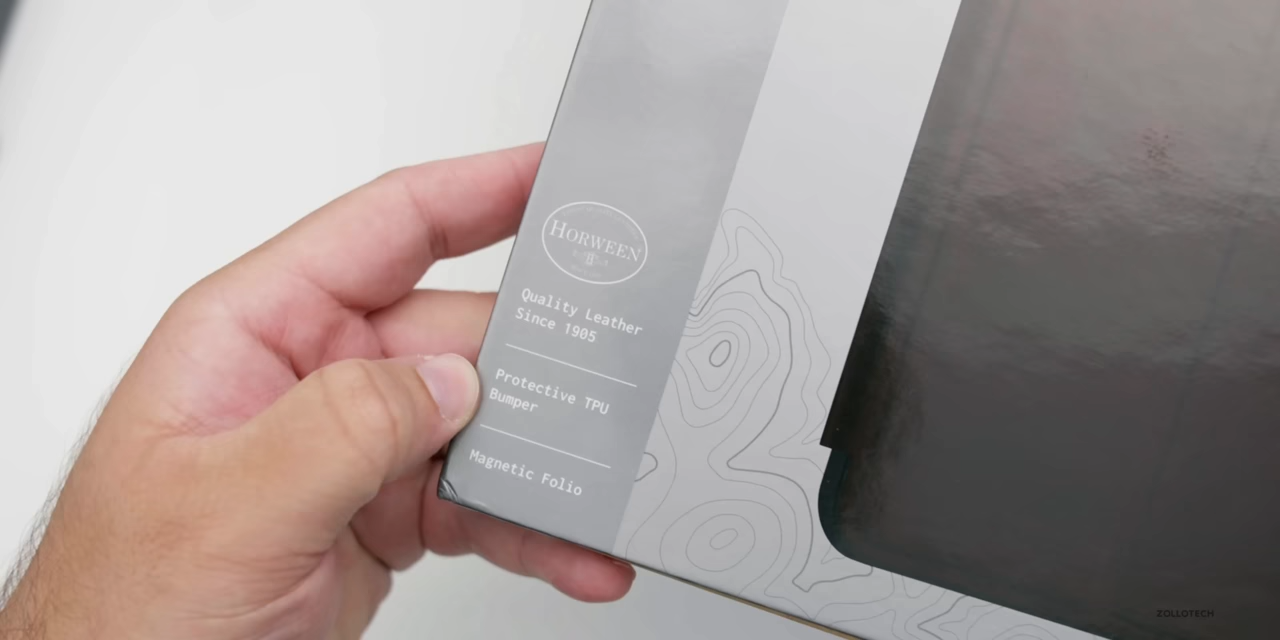 HORWEEN
Quality Leather
Since 1905
Protective TPU
Bumper
Magnetic Folio
ZOLLOTECH